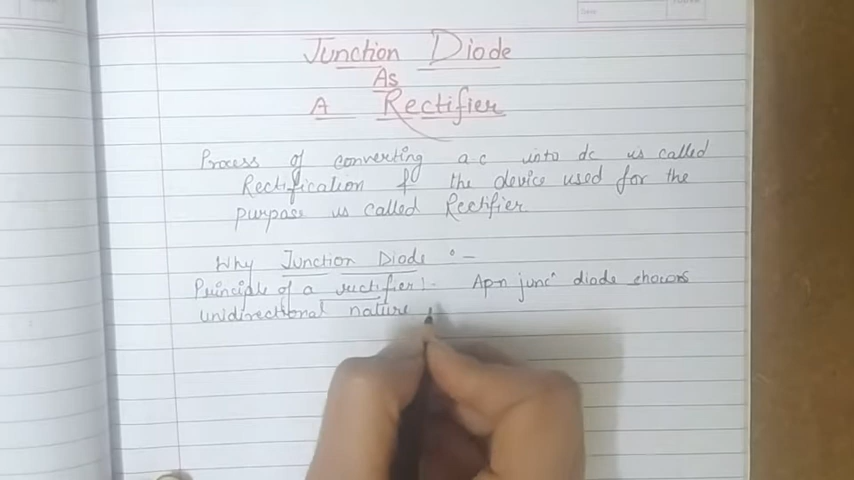 Junction Diode
As
A Rectifier
Process of converting a.c into dc is called
Rectification & the device used for the
purpose is called Rectifier
Why Junction Diode :-
Principle of a rectifier :- A p-n junc' diode shows
unidirectional nature